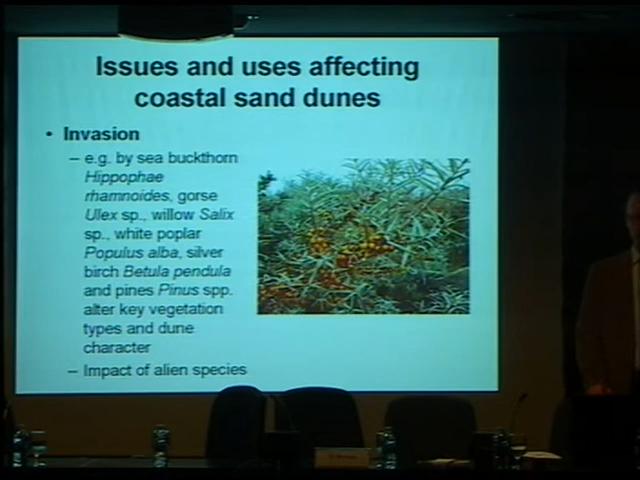 Issues and uses affecting
coastal sand dunes
• Invasion
– e.g. by sea buckthorn
Hippophae
rhamnoides, gorse
Ulex sp., willow Salix
sp., white poplar
Populus alba, silver
birch Betula pendula
and pines Pinus spp.
alter key vegetation
types and dune
character
– Impact of alien species